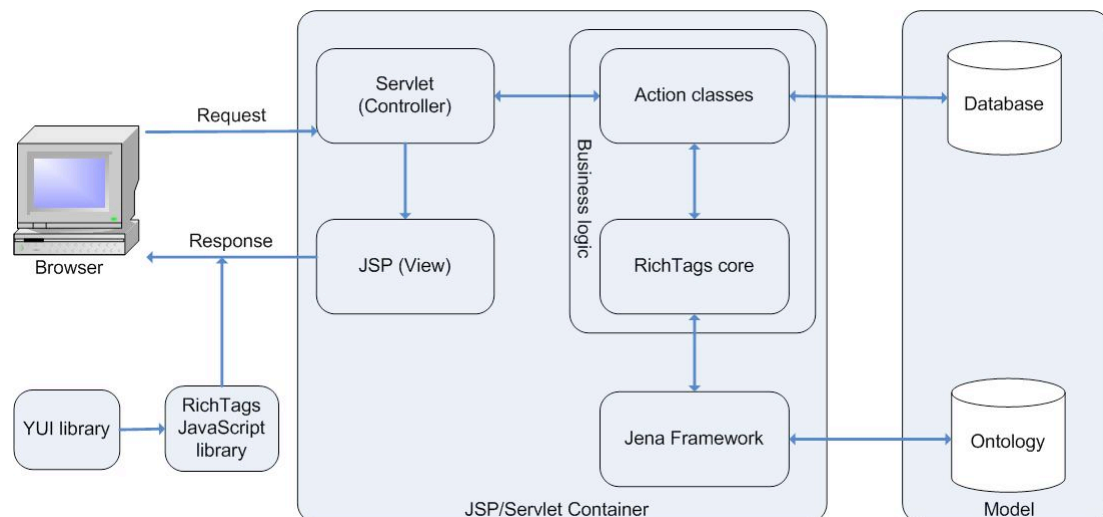 Servlet
(Controller)
Action classes
Database
Request
Business logic
Response
JSP (View)
RichTags core
Browser
YUI library
RichTags
JavaScript
library
Jena Framework
Ontology
JSP/Servlet Container
Model